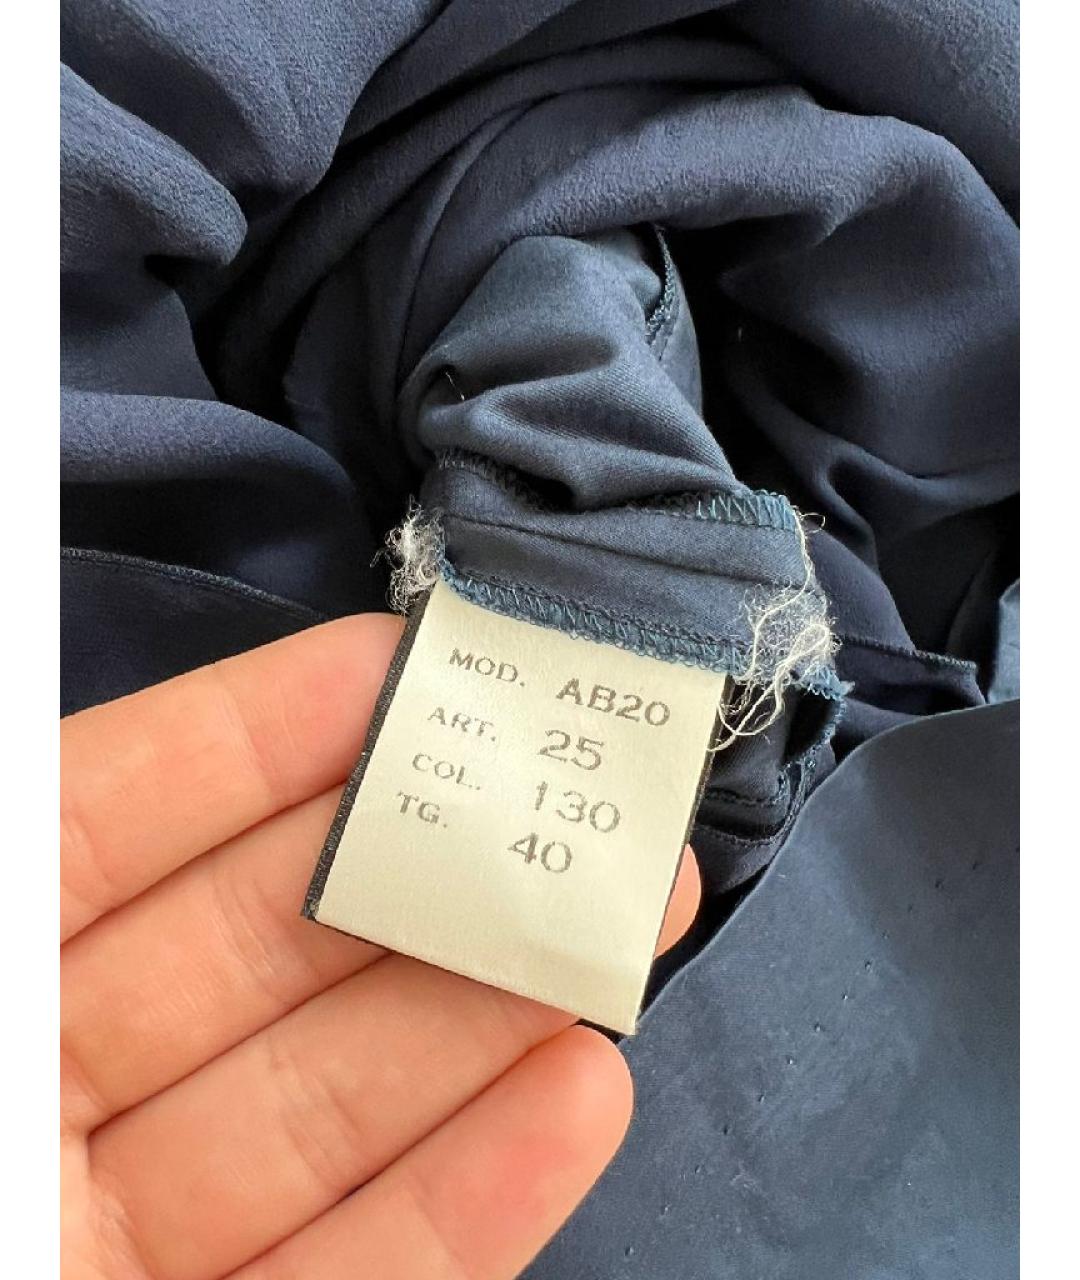 MOD. AB20
ART. 25
COL. 130
TG. 40